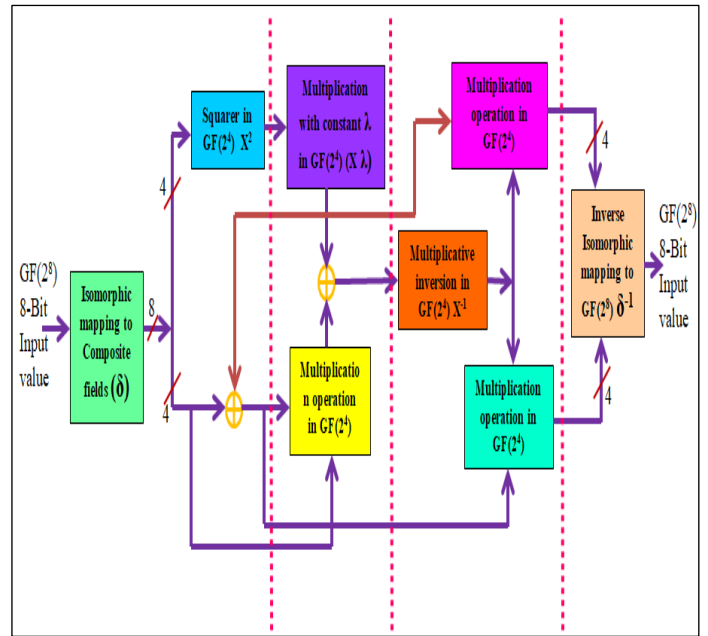 GF(2⁸)
8-Bit
Input
value
Isomorphic
mapping to
Composite
fields (δ)
8
4
4
Squarer in
GF(2⁴) X²
Multiplication
with constant λ
in GF(2⁴) (X λ)
Multiplicatio
n operation
in GF(2⁴)
Multiplicative
inversion in
GF(2⁴) X⁻¹
Multiplication
operation in
GF(2⁴)
Multiplication
operation in
GF(2⁴)
4
4
Inverse
Isomorphic
mapping to
GF(2⁸) δ⁻¹
GF(2⁸)
8-Bit
Input
value